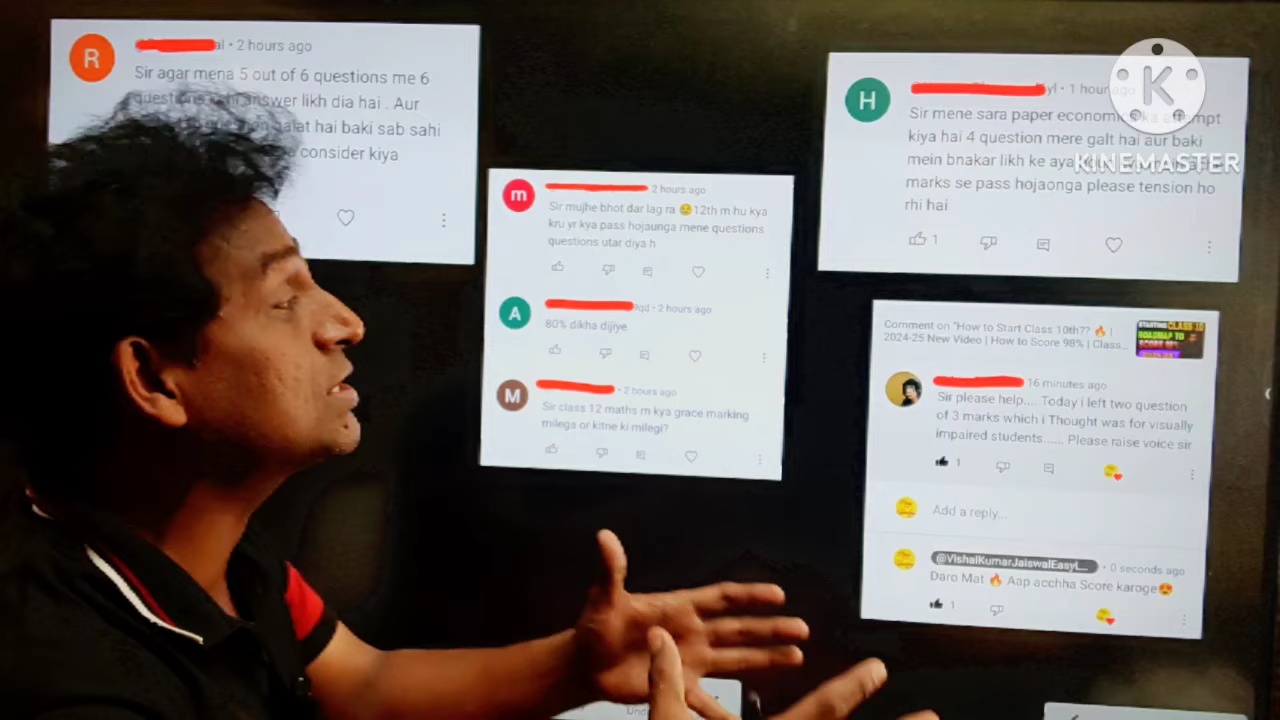 R
al • 2 hours ago
Sir agar mena 5 out of 6 questions me 6
questions answer likh dia hai . Aur
galat hai baki sab sahi
consider kiya
m
2 hours ago
Sir mujhe bhot dar lag ra 😢12th m hu kya
kru yr kya pass hojaunga mene questions
questions utar diya h
A
• 2 hours ago
80% dikha dijiye
M
• 2 hours ago
Sir class 12 maths m kya grace marking
milega or kitne ki milegi?
H
yl • 1 hour ago
Sir mene sara paper economics ka attempt
kiya hai 4 question mere galt hai aur baki
mein bnakar likh ke aya
marks se pass hojaonga please tension ho
rhi hai
1
K
KINEMASTER
Comment on "How to Start Class 10th?? 🔥 |
2024-25 New Video | How to Score 98% | Class...
STARTING CLASS 10
ROADMAP TO
SCORE 98%
16 minutes ago
Sir please help.... Today i left two question
of 3 marks which i Thought was for visually
impaired students...... Please raise voice sir
1
Add a reply...
@VishalKumarJaiswalEasyL... • 0 seconds ago
Daro Mat 🔥 Aap acchha Score karoge😍
1